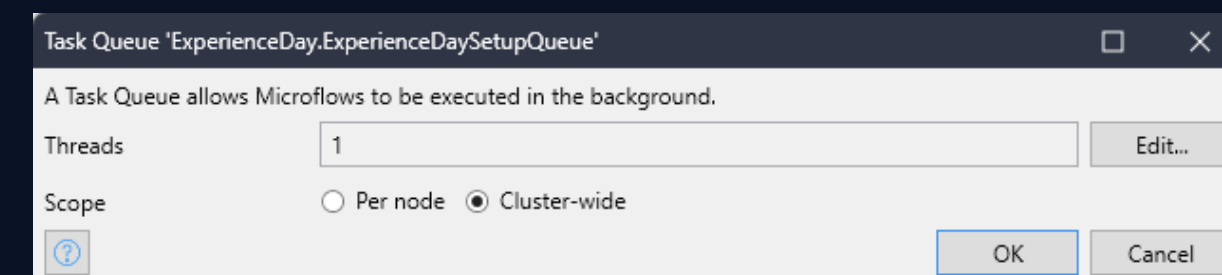 Task Queue 'ExperienceDay.ExperienceDaySetupQueue'
A Task Queue allows Microflows to be executed in the background.
Threads 1 Edit...
Scope Per node Cluster-wide
? OK Cancel